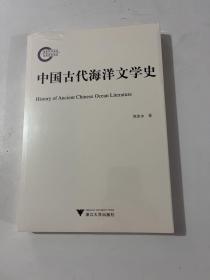 中国古代海洋文学史
History of Ancient Chinese Ocean Literature
著
浙江大学出版社